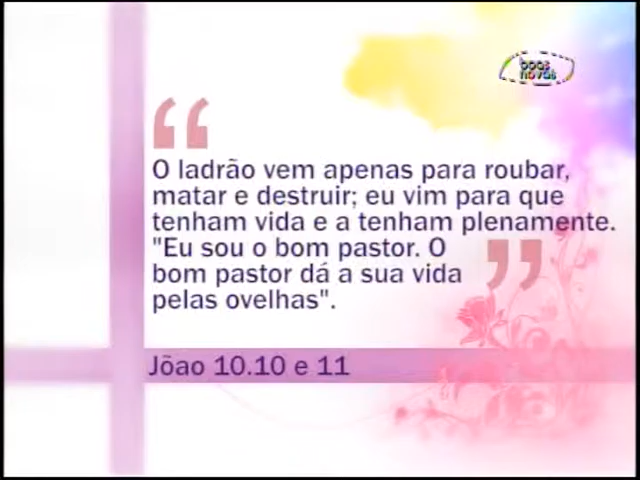 boas
novas
“
O ladrão vem apenas para roubar,
matar e destruir; eu vim para que
tenham vida e a tenham plenamente.
"Eu sou o bom pastor. O
bom pastor dá a sua vida
pelas ovelhas".
”
Jõao 10.10 e 11